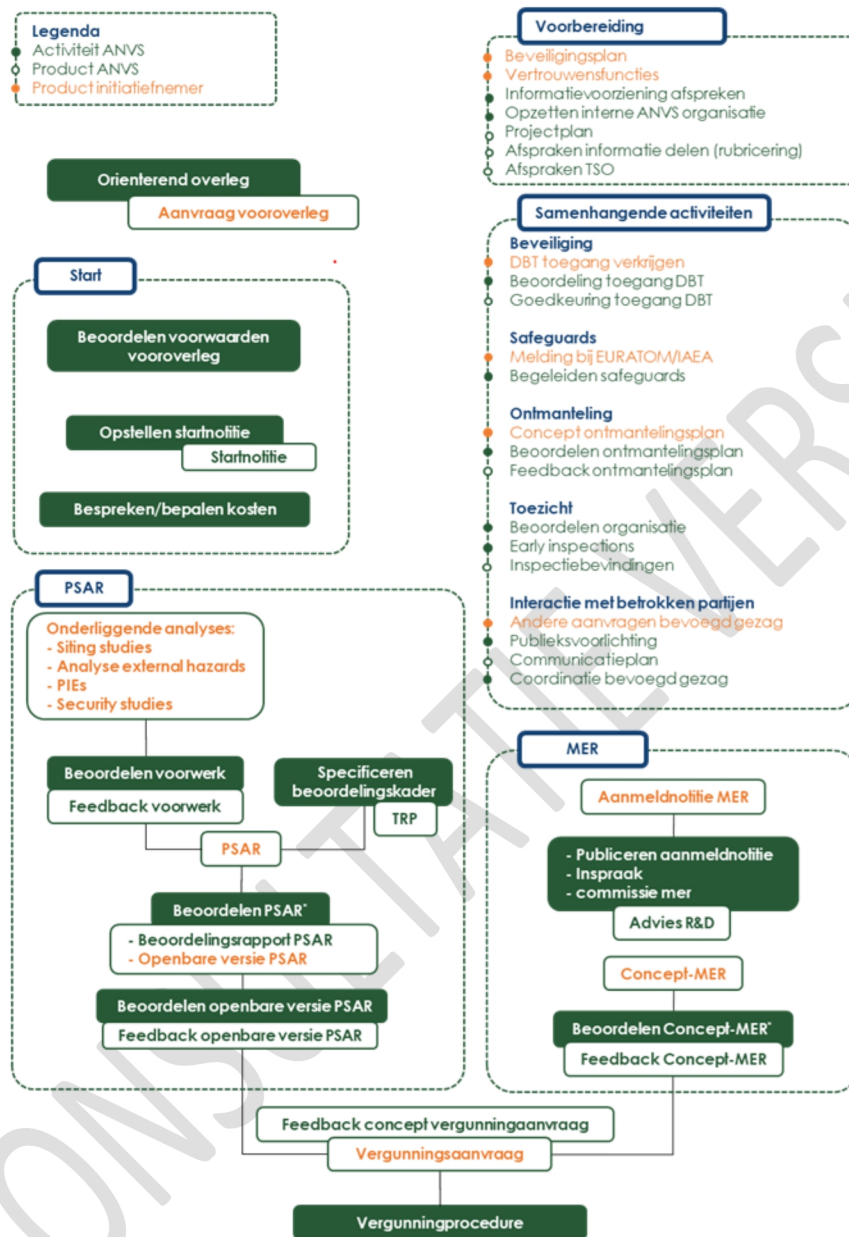 Legenda
Activiteit ANVS
Product ANVS
Product initiatiefnemer
Orienterend overleg
Aanvraag vooroverleg
Start
Beoordelen voorwaarden
vooroverleg
Opstellen startnotitie
Startnotitie
Bespreken/bepalen kosten
Voorbereiding
Beveiligingsplan
Vertrouwensfuncties
Informatievoorziening afspreken
Opzetten interne ANVS organisatie
Projectplan
Afspraken informatie delen (rubricering)
Afspraken TSO
Samenhangende activiteiten
Beveiliging
DBT toegang verkrijgen
Beoordeling toegang DBT
Goedkeuring toegang DBT
Safeguards
Melding bij EURATOM/IAEA
Begeleiden safeguards
Ontmanteling
Concept ontmantelingsplan
Beoordelen ontmantelingsplan
Feedback ontmantelingsplan
Toezicht
Beoordelen organisatie
Early inspections
Inspectiebevindingen
Interactie met betrokken partijen
Andere aanvragen bevoegd gezag
Publieksvoorlichting
Communicatieplan
Coordinatie bevoegd gezag
PSAR
Onderliggende analyses:
- Siting studies
- Analyse external hazards
- PIEs
- Security studies
Beoordelen voorwerk
Feedback voorwerk
Specificeren
beoordelingskader
TRP
PSAR
Beoordelen PSAR*
- Beoordelingsrapport PSAR
- Openbare versie PSAR
Beoordelen openbare versie PSAR
Feedback openbare versie PSAR
MER
Aanmeldnotitie MER
- Publiceren aanmeldnotitie
- Inspraak
- commissie mer
Advies R&D
Concept-MER
Beoordelen Concept-MER*
Feedback Concept-MER
Feedback concept vergunningaanvraag
Vergunningsaanvraag
Vergunningprocedure
ONSULTATIE VERS